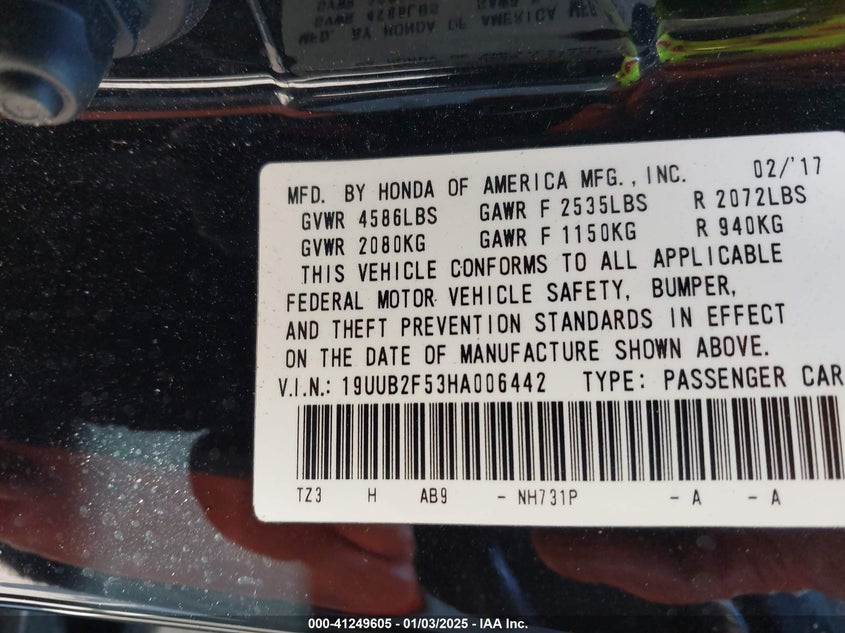 MFD. BY HONDA OF AMERICA MFG., INC. 02/'17
GVWR 4586LBS GAWR F 2535LBS R 2072LBS
GVWR 2080KG GAWR F 1150KG R 940KG
THIS VEHICLE CONFORMS TO ALL APPLICABLE
FEDERAL MOTOR VEHICLE SAFETY, BUMPER,
AND THEFT PREVENTION STANDARDS IN EFFECT
ON THE DATE OF MANUFACTURE SHOWN ABOVE.
V.I.N.: 19UUB2F53HA006442 TYPE: PASSENGER CAR
TZ3 H AB9 - NH731P - A - A
000-41249605 - 01/03/2025 - IAA Inc.